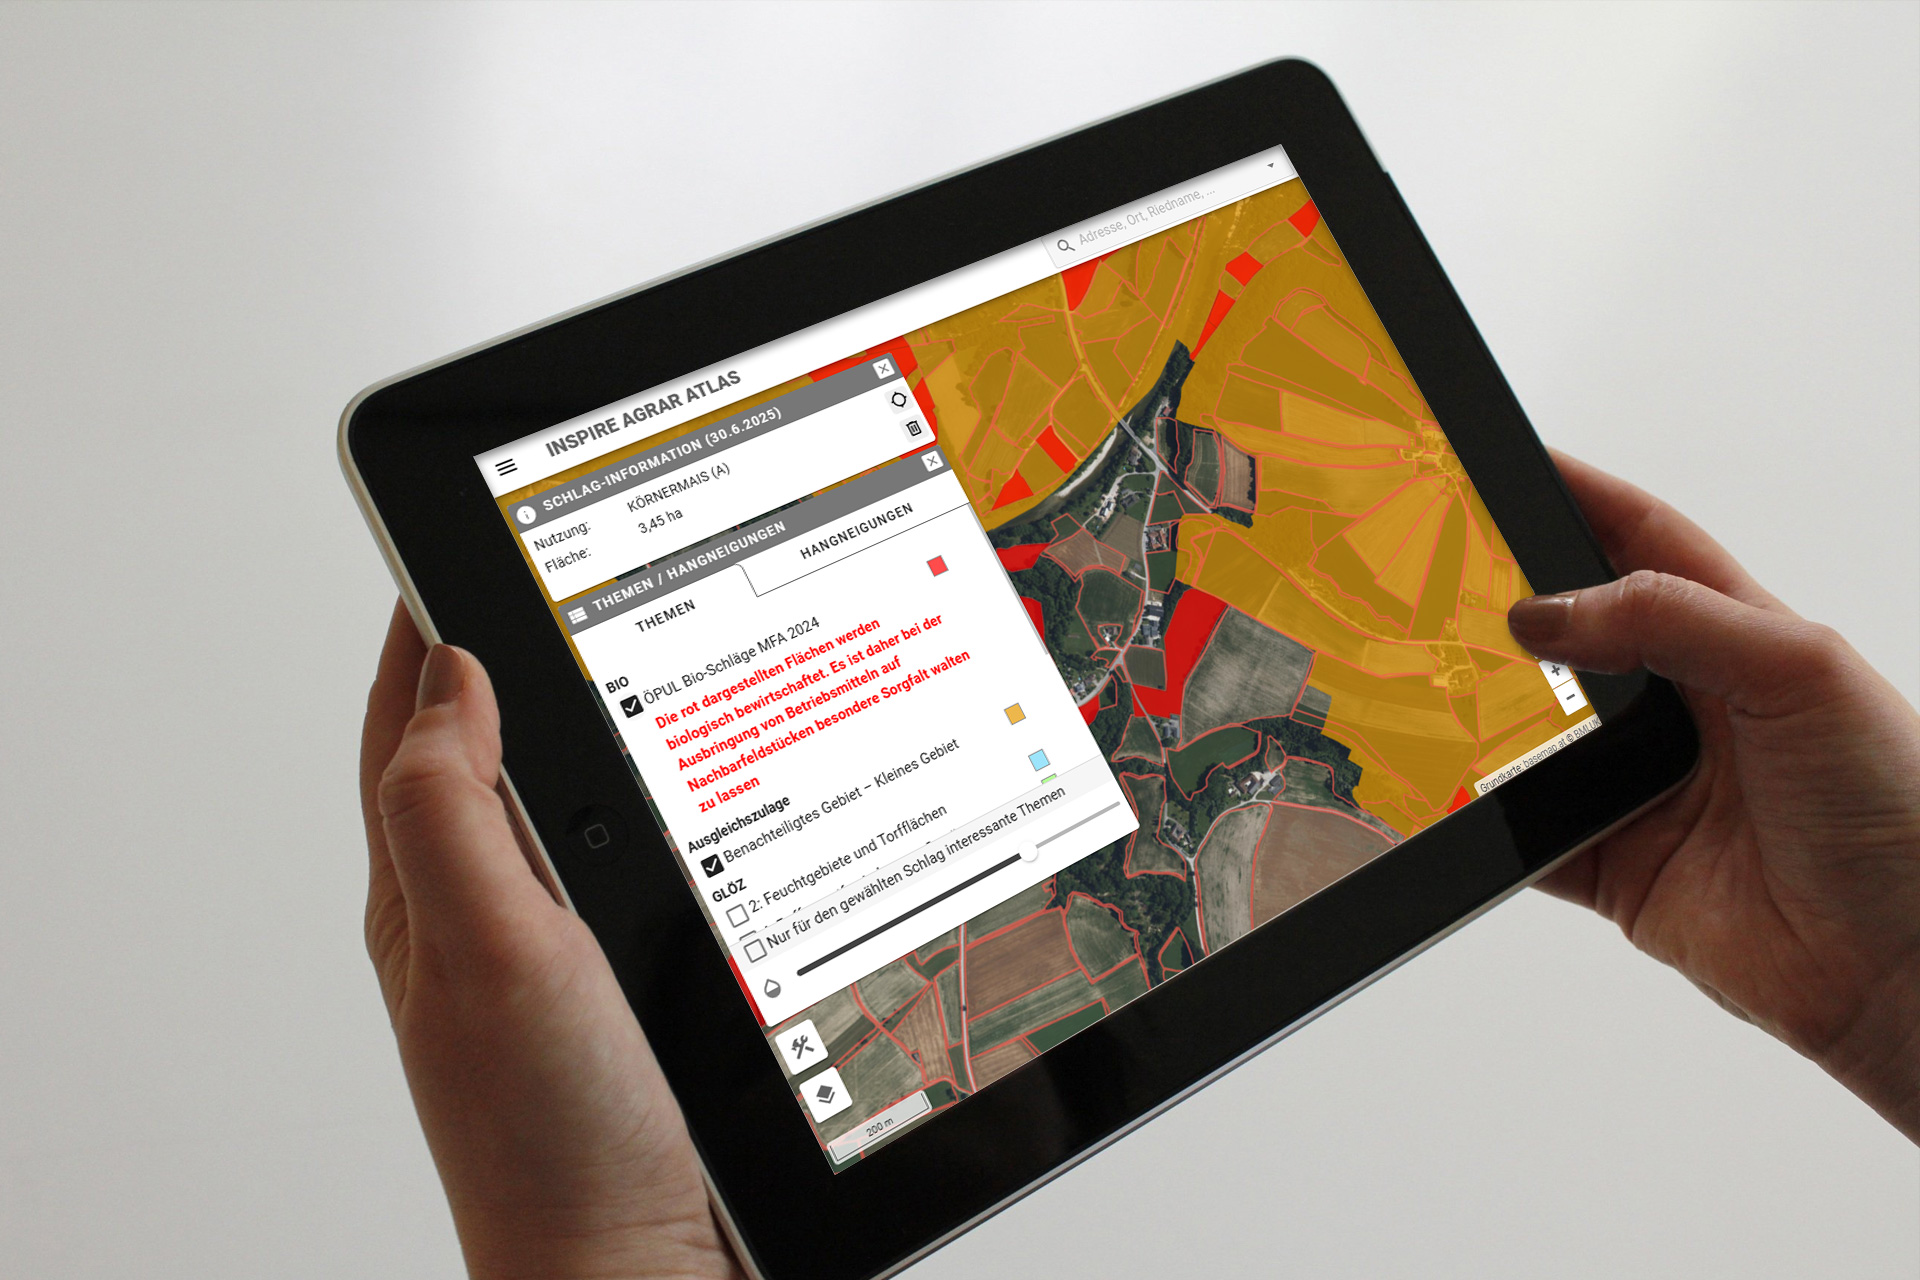 INSPIRE AGRAR ATLAS
Adresse, Ort, Riedname, ...
SCHLAG-INFORMATION (30.6.2025)
Nutzung: KÖRNERMAIS (A)
Fläche: 3,45 ha
THEMEN / HANGNEIGUNGEN
THEMEN HANGNEIGUNGEN
BIO
ÖPUL Bio-Schläge MFA 2024
Die rot dargestellten Flächen werden
biologisch bewirtschaftet. Es ist daher bei der
Ausbringung von Betriebsmitteln auf
Nachbarfeldstücken besondere Sorgfalt walten
zu lassen
Ausgleichszulage
Benachteiligtes Gebiet – Kleines Gebiet
GLÖZ
2: Feuchtgebiete und Torfflächen
Nur für den gewählten Schlag interessante Themen
200 m
+
−
Grundkarte: basemap.at © BMLUK